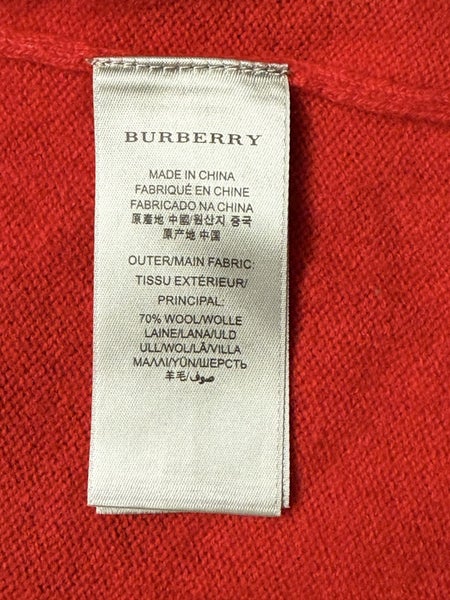 BURBERRY
MADE IN CHINA
FABRIQUÉ EN CHINE
FABRICADO NA CHINA
原產地 中國/원산지 중국
原产地 中国
OUTER/MAIN FABRIC:
TISSU EXTÉRIEUR/
PRINCIPAL:
70% WOOL/WOLLE
LAINE/LANA/ULD
ULL/WOL/LÃ/VILLA
ΜΑΛΛΙ/YÜN/ШЕРСТЬ
羊毛/صوف